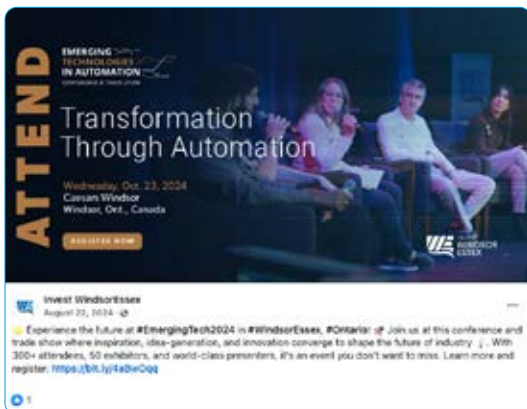 ATTEND
EMERGING
TECHNOLOGIES
IN AUTOMATION
CONFERENCE & TRADESHOW
Transformation
Through Automation
Wednesday, Oct. 23, 2024
Caesars Windsor
Windsor, Ont., Canada
REGISTER NOW
WINDSOR
ESSEX
Invest WindsorEssex
August 22, 2024
Experience the future at #EmergingTech2024 in #WindsorEssex, #Ontario! Join us at this conference and
trade show where inspiration, idea-generation, and innovation converge to shape the future of industry. With
300+ attendees, 50 exhibitors, and world-class presenters, it's an event you don't want to miss. Learn more and
register:
1